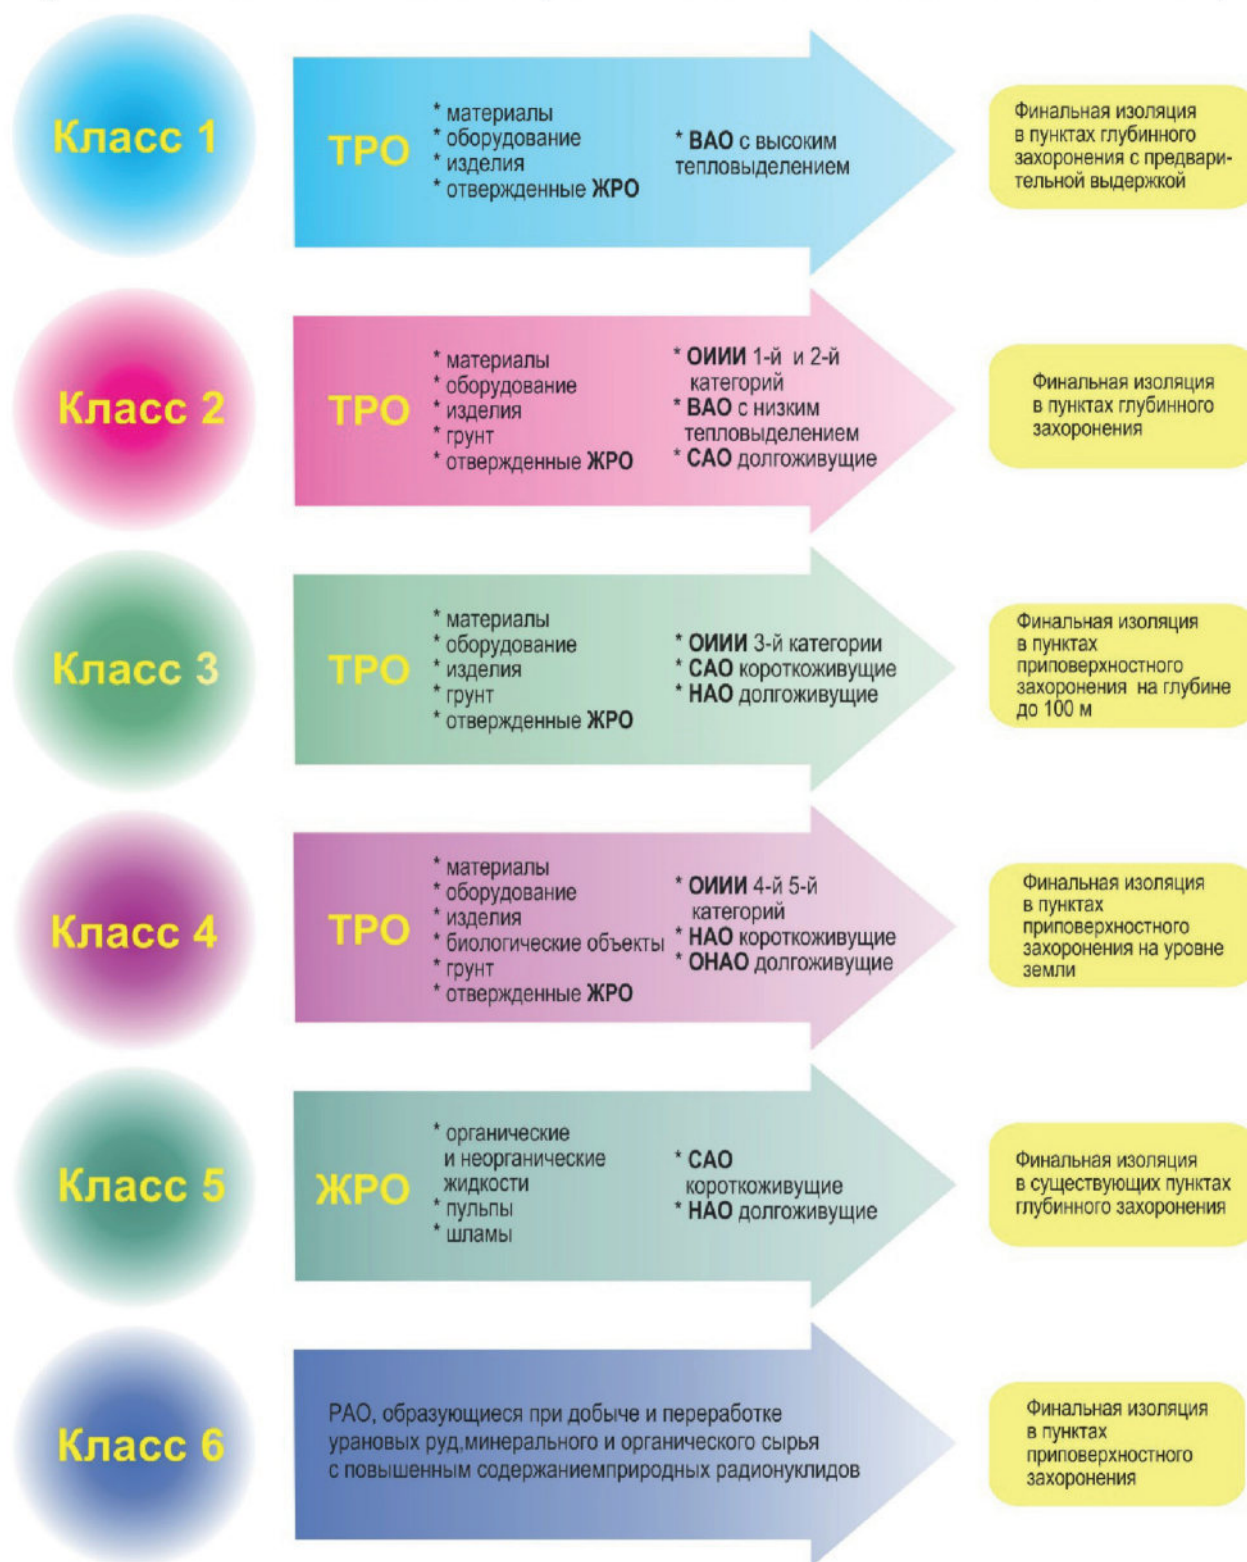 Класс 1
ТРО
* материалы
* оборудование
* изделия
* отвержденные ЖРО
* ВАО с высоким
тепловыделением
Финальная изоляция
в пунктах глубинного
захоронения с предвари-
тельной выдержкой
Класс 2
ТРО
* материалы
* оборудование
* изделия
* грунт
* отвержденные ЖРО
* ОИИИ 1-й и 2-й
категорий
* ВАО с низким
тепловыделением
* САО долгоживущие
Финальная изоляция
в пунктах глубинного
захоронения
Класс 3
ТРО
* материалы
* оборудование
* изделия
* грунт
* отвержденные ЖРО
* ОИИИ 3-й категории
* САО короткоживущие
* НАО долгоживущие
Финальная изоляция
в пунктах
приповерхностного
захоронения на глубине
до 100 м
Класс 4
ТРО
* материалы
* оборудование
* изделия
* биологические объекты
* грунт
* отвержденные ЖРО
* ОИИИ 4-й 5-й
категорий
* НАО короткоживущие
* ОНАО долгоживущие
Финальная изоляция
в пунктах
приповерхностного
захоронения на уровне
земли
Класс 5
ЖРО
* органические
и неорганические
жидкости
* пульпы
* шламы
* САО
короткоживущие
* НАО долгоживущие
Финальная изоляция
в существующих пунктах
глубинного захоронения
Класс 6
РАО, образующиеся при добыче и переработке
урановых руд,минерального и органического сырья
с повышенным содержаниемприродных радионуклидов
Финальная изоляция
в пунктах
приповерхностного
захоронения